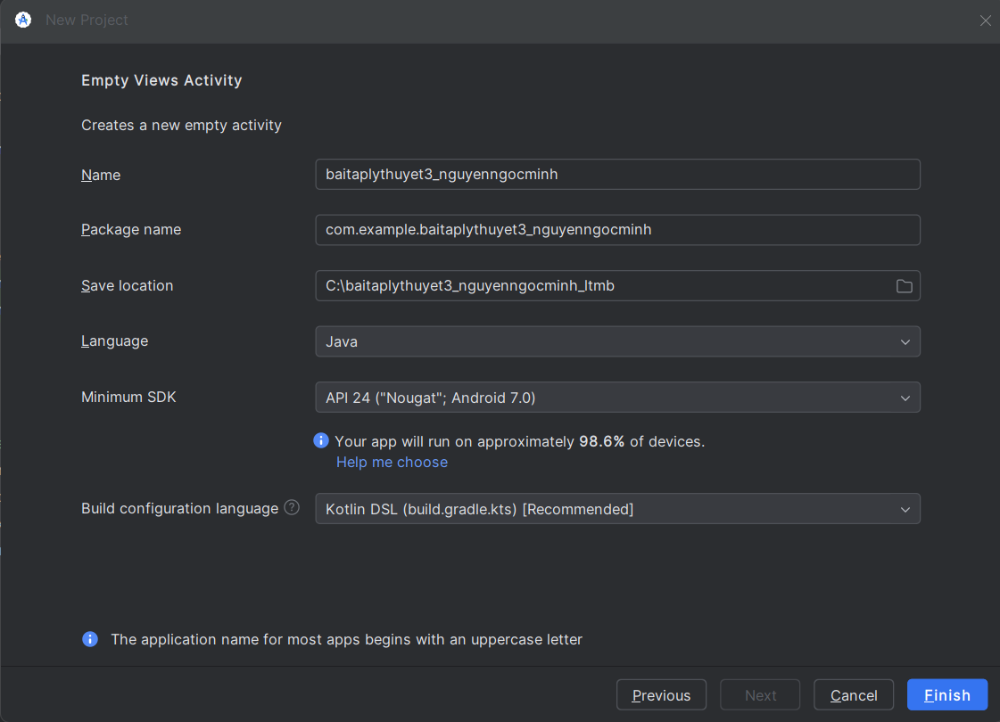 New Project
Empty Views Activity
Creates a new empty activity
Name
baitaplythuyet3_nguyenngocminh
Package name
com.example.baitaplythuyet3_nguyenngocminh
Save location
C:\baitaplythuyet3_nguyenngocminh_ltmb
Language
Java
Minimum SDK
API 24 ("Nougat"; Android 7.0)
Your app will run on approximately 98.6% of devices.
Help me choose
Build configuration language ?
Kotlin DSL (build.gradle.kts) [Recommended]
The application name for most apps begins with an uppercase letter
Previous Next Cancel Finish